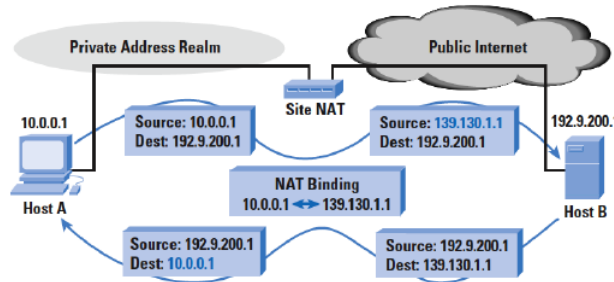 Private Address Realm
Public Internet
Site NAT
10.0.0.1
192.9.200.1
Source: 10.0.0.1
Dest: 192.9.200.1
Source: 139.130.1.1
Dest: 192.9.200.1
NAT Binding
10.0.0.1 ↔ 139.130.1.1
Host A
Host B
Source: 192.9.200.1
Dest: 10.0.0.1
Source: 192.9.200.1
Dest: 139.130.1.1